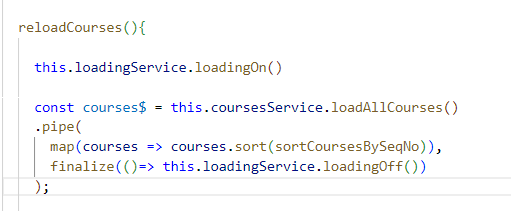 reloadCourses(){
this.loadingService.loadingOn()
const courses$ = this.coursesService.loadAllCourses()
.pipe(
map(courses => courses.sort(sortCoursesBySeqNo)),
finalize(()=> this.loadingService.loadingOff())
);